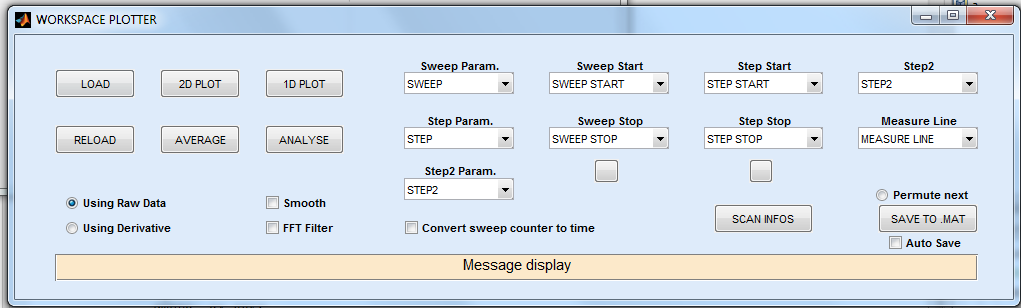 WORKSPACE PLOTTER
Sweep Param. Sweep Start Step Start Step2
LOAD 2D PLOT 1D PLOT SWEEP SWEEP START STEP START STEP2
Step Param. Sweep Stop Step Stop Measure Line
RELOAD AVERAGE ANALYSE STEP SWEEP STOP STEP STOP MEASURE LINE
Step2 Param.
STEP2
Permute next
Using Raw Data Smooth
SCAN INFOS SAVE TO .MAT
Using Derivative FFT Filter Convert sweep counter to time
Auto Save
Message display